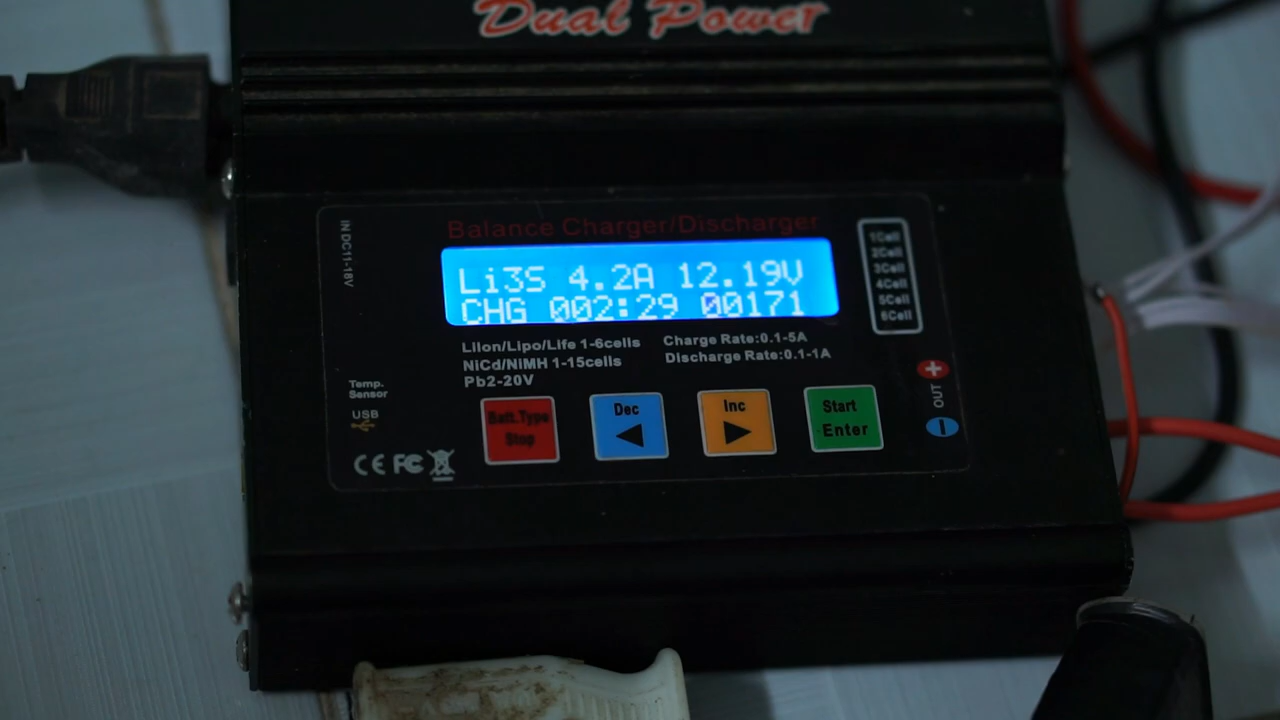 Dual Power
IN DC11-18V
Balance Charger/Discharger
Li3S 4.2A 12.19V
CHG 002:29 00171
1Cell
2Cell
3Cell
4Cell
5Cell
6Cell
LiIon/Lipo/Life 1-6cells
NiCd/NiMH 1-15cells
Pb2-20V
Charge Rate:0.1-5A
Discharge Rate:0.1-1A
Temp.
Sensor
USB
Batt.Type
Stop
Dec
Inc
Start
Enter
OUT
CE FC